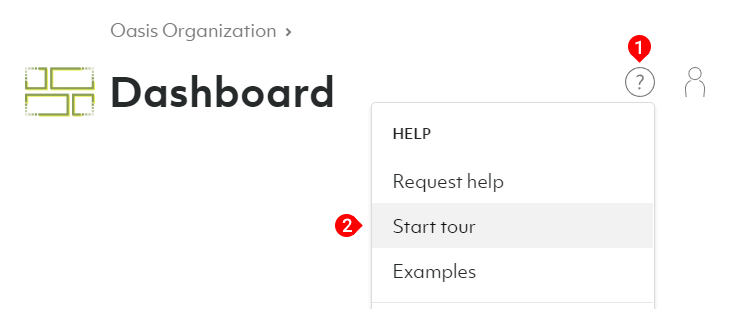 Oasis Organization >
1
Dashboard
?
HELP
Request help
2 Start tour
Examples